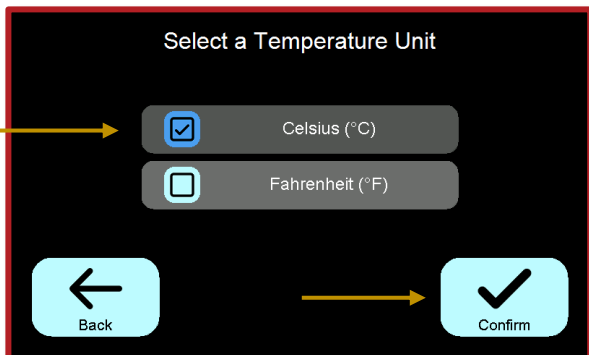 Select a Temperature Unit
Celsius (°C)
Fahrenheit (°F)
Back
Confirm